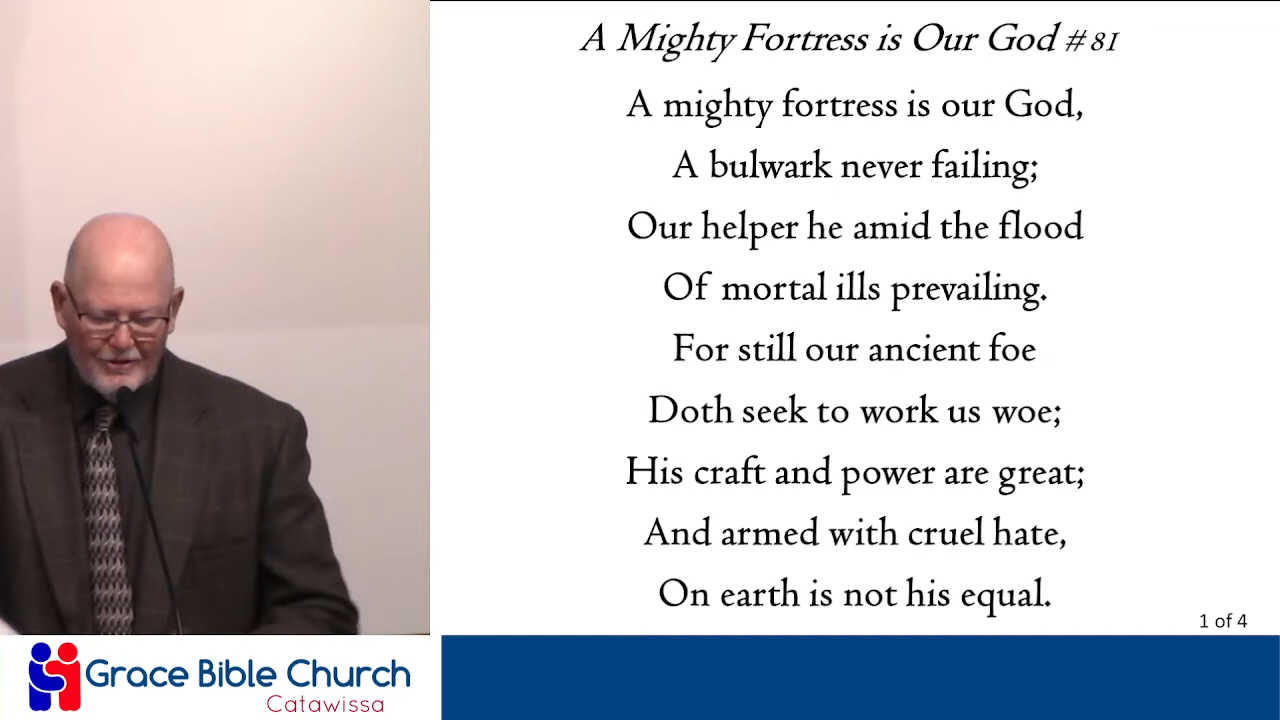 A Mighty Fortress is Our God #81
A mighty fortress is our God,
A bulwark never failing;
Our helper he amid the flood
Of mortal ills prevailing.
For still our ancient foe
Doth seek to work us woe;
His craft and power are great;
And armed with cruel hate,
On earth is not his equal.
1 of 4
Grace Bible Church
Catawissa